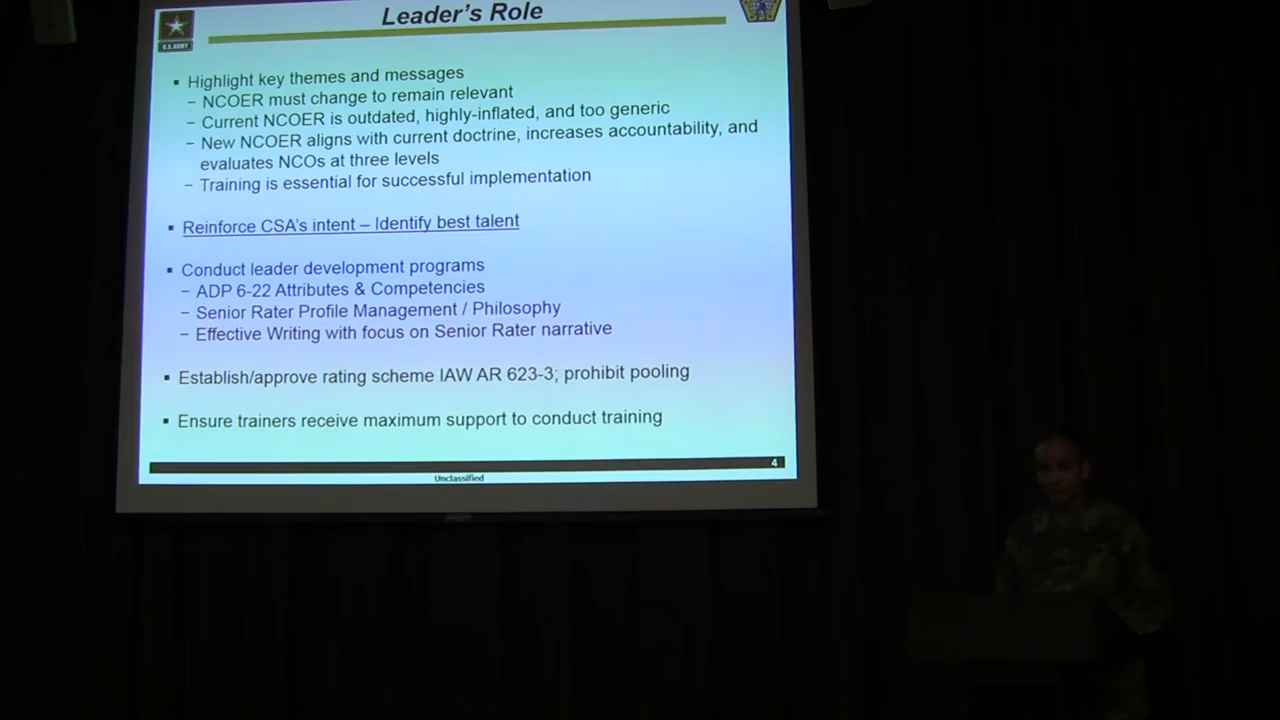 Leader's Role
U.S. ARMY
▪ Highlight key themes and messages
– NCOER must change to remain relevant
– Current NCOER is outdated, highly-inflated, and too generic
– New NCOER aligns with current doctrine, increases accountability, and
evaluates NCOs at three levels
– Training is essential for successful implementation
▪ Reinforce CSA's intent – Identify best talent
▪ Conduct leader development programs
– ADP 6-22 Attributes & Competencies
– Senior Rater Profile Management / Philosophy
– Effective Writing with focus on Senior Rater narrative
▪ Establish/approve rating scheme IAW AR 623-3; prohibit pooling
▪ Ensure trainers receive maximum support to conduct training
4
Unclassified